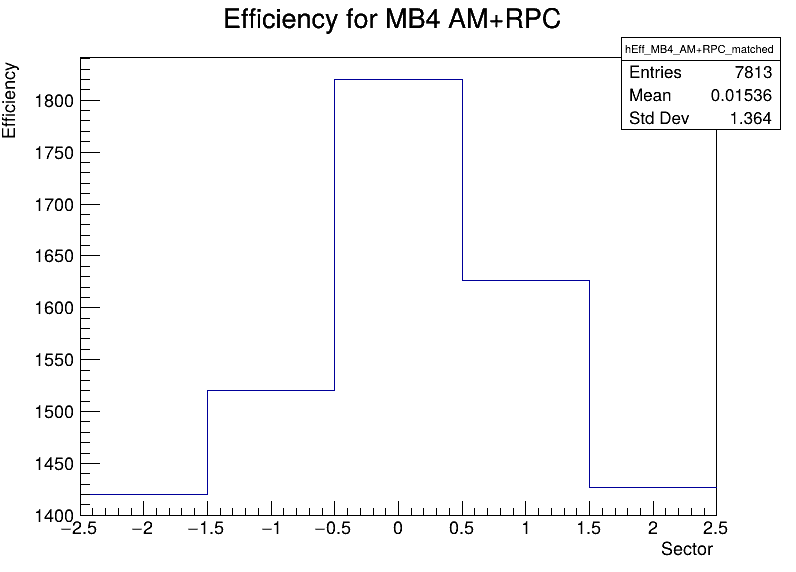 Efficiency for MB4 AM+RPC
hEff_MB4_AM+RPC_matched
Entries 7813
Mean 0.01536
Std Dev 1.364
Efficiency
1800
1750
1700
1650
1600
1550
1500
1450
1400
−2.5 −2 −1.5 −1 −0.5 0 0.5 1 1.5 2 2.5
Sector